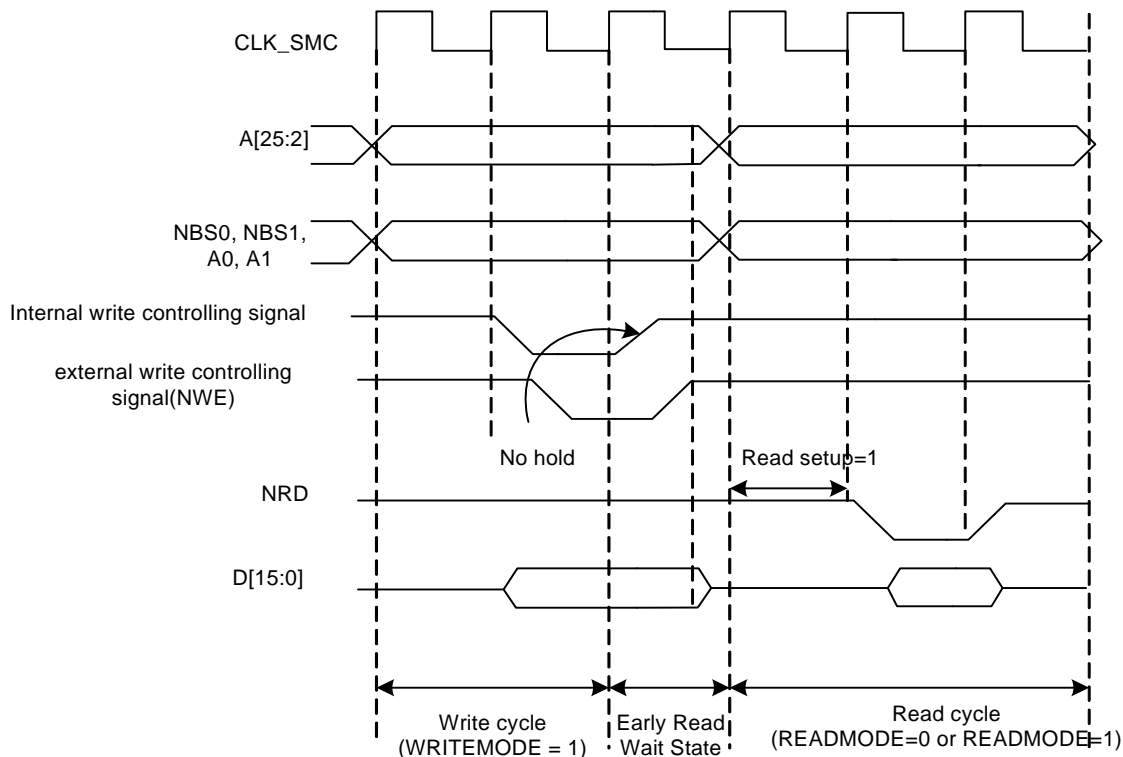 CLK_SMC
A[25:2]
NBS0, NBS1,
A0, A1
Internal write controlling signal
external write controlling
signal(NWE)
No hold
Read setup=1
NRD
D[15:0]
Write cycle
(WRITEMODE = 1)
Early Read
Wait State
Read cycle
(READMODE=0 or READMODE=1)